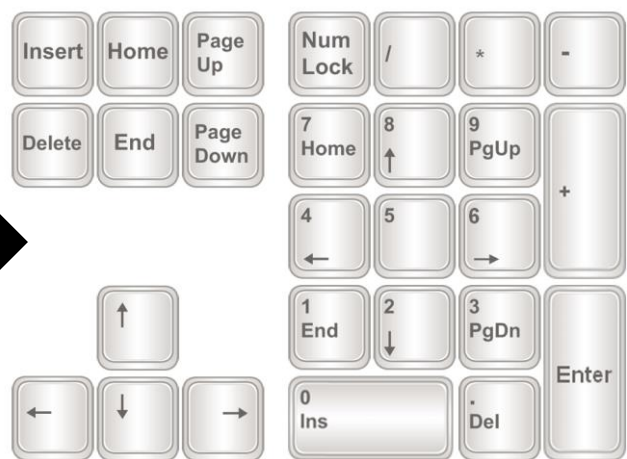 Insert Home Page Up
Delete End Page Down
↑
← ↓ →
Num Lock / * -
7 Home 8 ↑ 9 PgUp +
4 ← 5 6 →
1 End 2 ↓ 3 PgDn Enter
0 Ins . Del